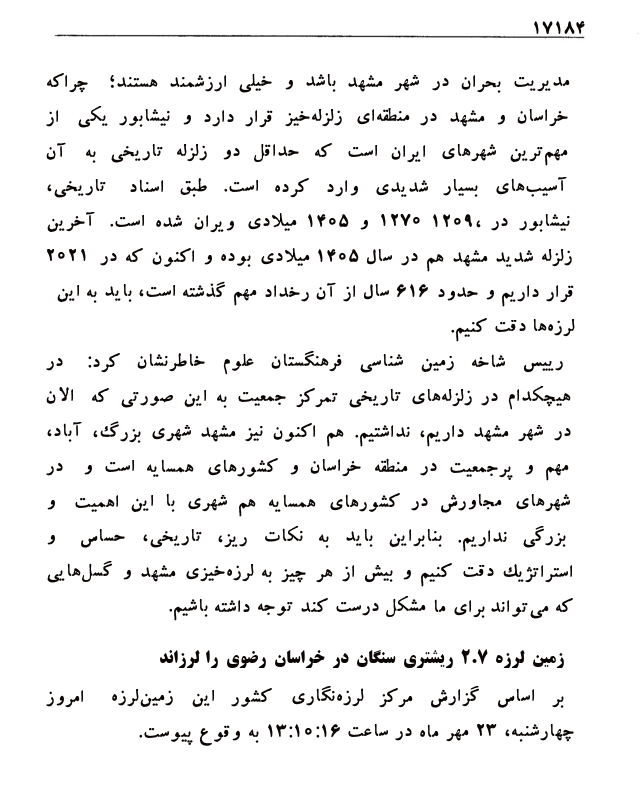 ۱۷۱۸۴
مدیریت بحران در شهر مشهد باشد و خیلی ارزشمند هستند؛ چراکه
خراسان و مشهد در منطقه‌ای زلزله‌خیز قرار دارد و نیشابور یکی از
مهم‌ترین شهرهای ایران است که حداقل دو زلزله تاریخی به آن
آسیب‌های بسیار شدیدی وارد کرده است. طبق اسناد تاریخی،
نیشابور در ۱۲۰۹، ۱۲۷۰ و ۱۴۰۵ میلادی ویران شده است. آخرین
زلزله شدید مشهد هم در سال ۱۴۰۵ میلادی بوده و اکنون که در ۲۰۲۱
قرار داریم و حدود ۶۱۶ سال از آن رخداد مهم گذشته است، باید به این
لرزه‌ها دقت کنیم.
رییس شاخه زمین شناسی فرهنگستان علوم خاطرنشان کرد: در
هیچکدام در زلزله‌های تاریخی تمرکز جمعیت به این صورتی که الان
در شهر مشهد داریم، نداشتیم. هم اکنون نیز مشهد شهری بزرگ، آباد،
مهم و پرجمعیت در منطقه خراسان و کشورهای همسایه است و در
شهرهای مجاورش در کشورهای همسایه هم شهری با این اهمیت و
بزرگی نداریم. بنابراین باید به نکات ریز، تاریخی، حساس و
استراتژیك دقت کنیم و بیش از هر چیز به لرزه‌خیزی مشهد و گسل‌هایی
که می‌تواند برای ما مشکل درست کند توجه داشته باشیم.
زمین لرزه ۲.۷ ریشتری سنگان در خراسان رضوی را لرزاند
بر اساس گزارش مرکز لرزه‌نگاری کشور این زمین‌لرزه امروز
چهارشنبه، ۲۳ مهر ماه در ساعت ۱۳:۱۰:۱۶ به وقوع پیوست.